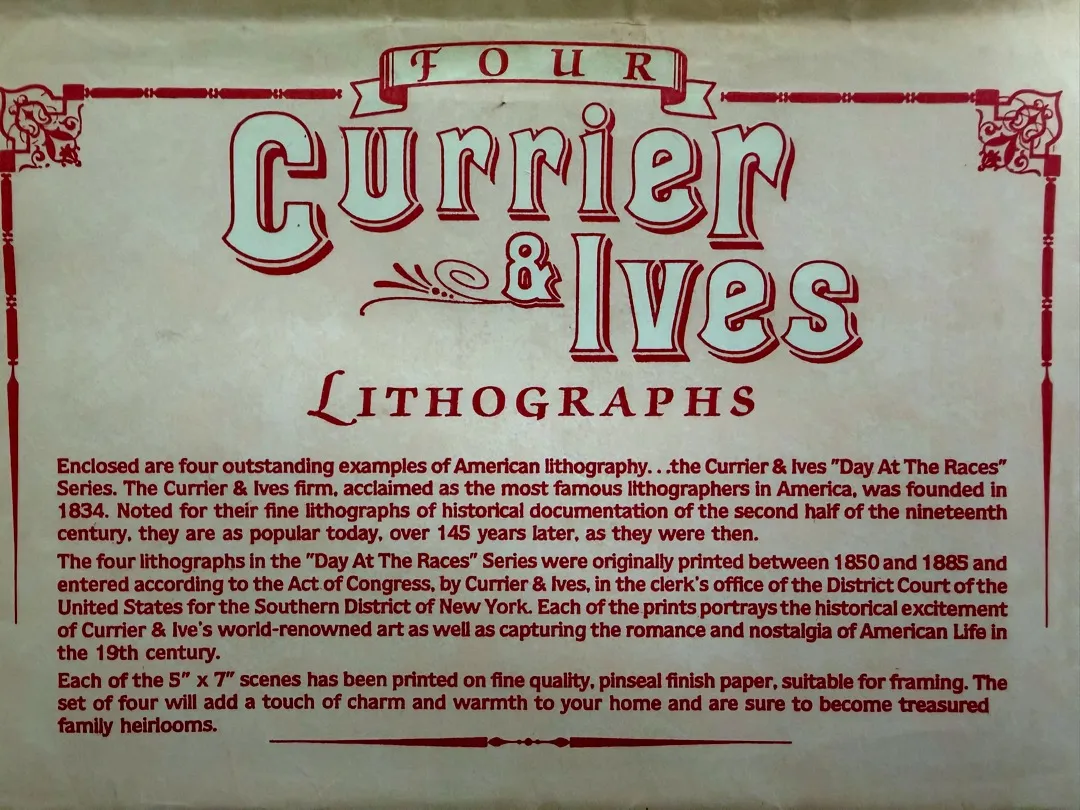 FOUR
Currier
& Ives
LITHOGRAPHS
Enclosed are four outstanding examples of American lithography. . .the Currier & Ives "Day At The Races"
Series. The Currier & Ives firm, acclaimed as the most famous lithographers in America, was founded in
1834. Noted for their fine lithographs of historical documentation of the second half of the nineteenth
century, they are as popular today, over 145 years later, as they were then.
The four lithographs in the "Day At The Races" Series were originally printed between 1850 and 1885 and
entered according to the Act of Congress, by Currier & Ives, in the clerk's office of the District Court of the
United States for the Southern District of New York. Each of the prints portrays the historical excitement
of Currier & Ive's world-renowned art as well as capturing the romance and nostalgia of American Life in
the 19th century.
Each of the 5" x 7" scenes has been printed on fine quality, pinseal finish paper, suitable for framing. The
set of four will add a touch of charm and warmth to your home and are sure to become treasured
family heirlooms.